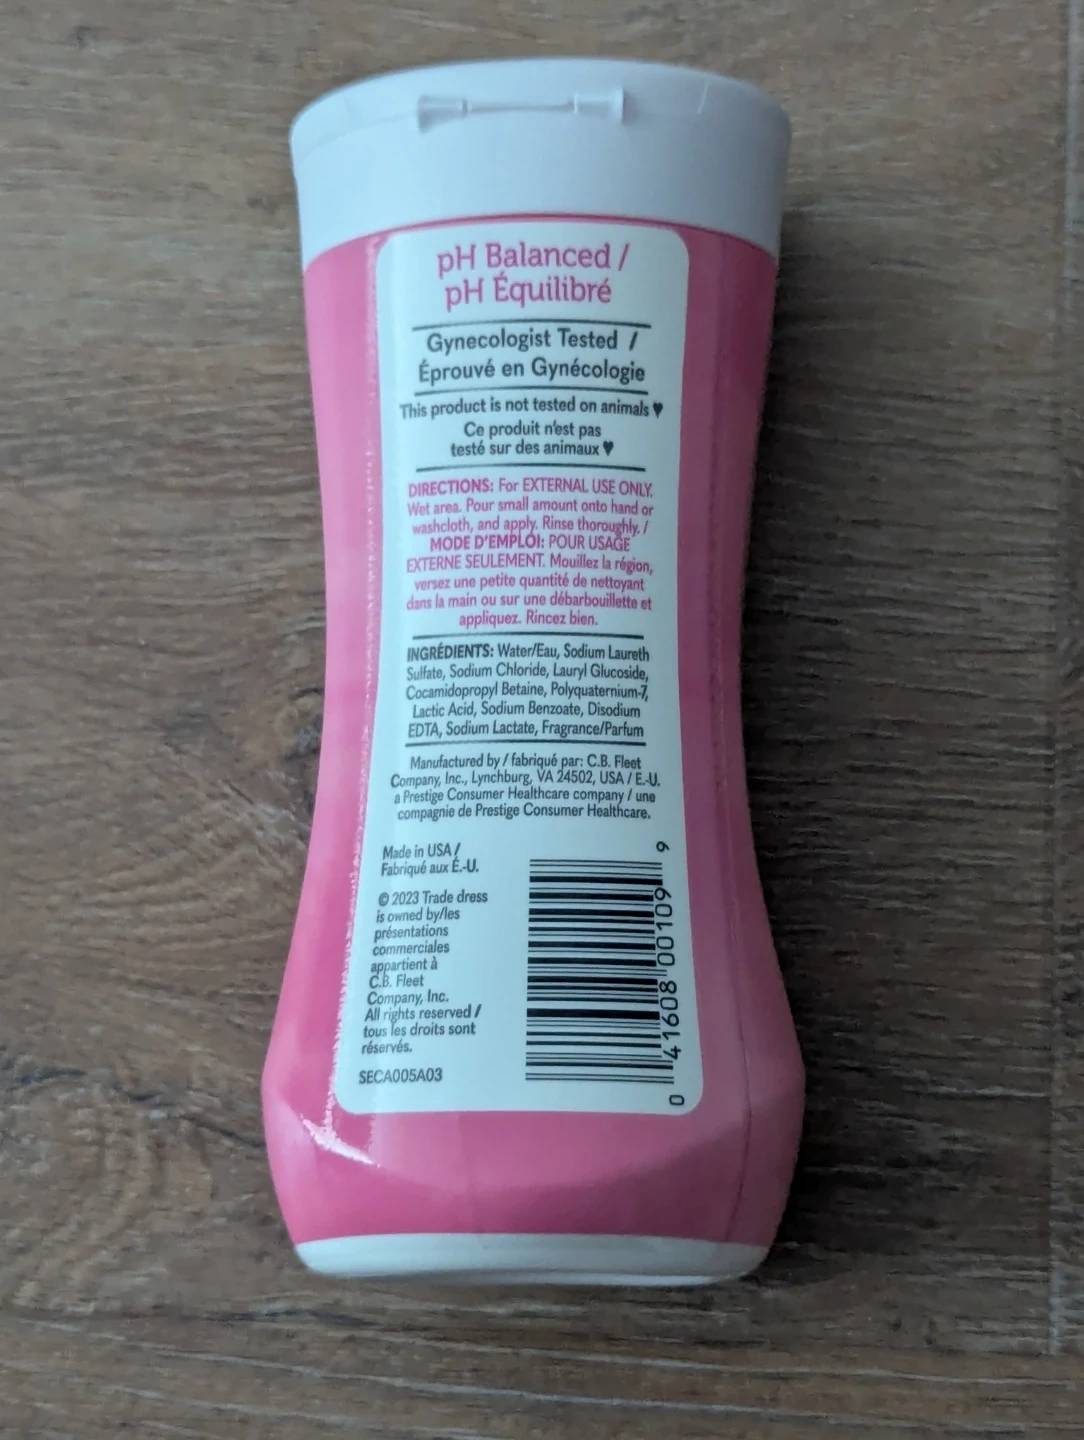 pH Balanced /
pH Équilibré
Gynecologist Tested /
Éprouvé en Gynécologie
This product is not tested on animals ♥
Ce produit n'est pas
testé sur des animaux ♥
DIRECTIONS: For EXTERNAL USE ONLY.
Wet area. Pour small amount onto hand or
washcloth, and apply. Rinse thoroughly. /
MODE D'EMPLOI: POUR USAGE
EXTERNE SEULEMENT. Mouillez la région,
versez une petite quantité de nettoyant
dans la main ou sur une débarbouillette et
appliquez. Rincez bien.
INGRÉDIENTS: Water/Eau, Sodium Laureth
Sulfate, Sodium Chloride, Lauryl Glucoside,
Cocamidopropyl Betaine, Polyquaternium-7,
Lactic Acid, Sodium Benzoate, Disodium
EDTA, Sodium Lactate, Fragrance/Parfum
Manufactured by / fabriqué par: C.B. Fleet
Company, Inc., Lynchburg, VA 24502, USA / E.-U.
a Prestige Consumer Healthcare company / une
compagnie de Prestige Consumer Healthcare.
Made in USA /
Fabriqué aux É.-U.
© 2023 Trade dress
is owned by/les
présentations
commerciales
appartient à
C.B. Fleet
Company, Inc.
All rights reserved /
tous les droits sont
réservés.
SECA005A03
0 41608 00109 9